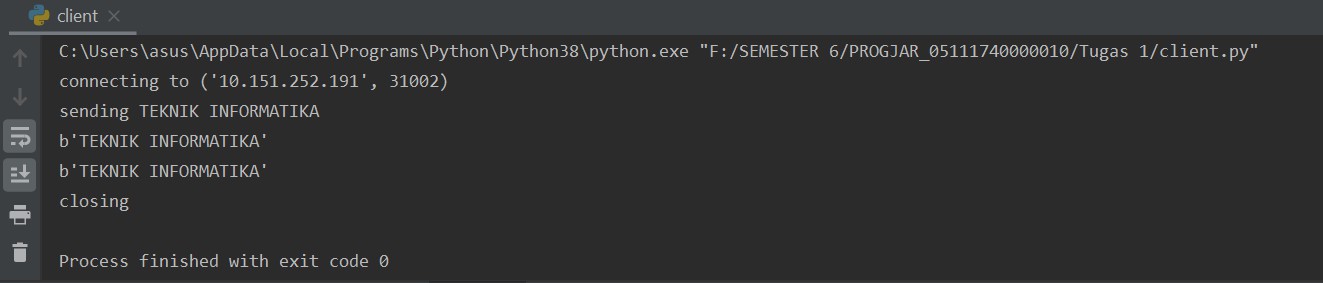 client
C:\Users\asus\AppData\Local\Programs\Python\Python38\python.exe "F:/SEMESTER 6/PROGJAR_05111740000010/Tugas 1/client.py"
connecting to ('10.151.252.191', 31002)
sending TEKNIK INFORMATIKA
b'TEKNIK INFORMATIKA'
b'TEKNIK INFORMATIKA'
closing
Process finished with exit code 0